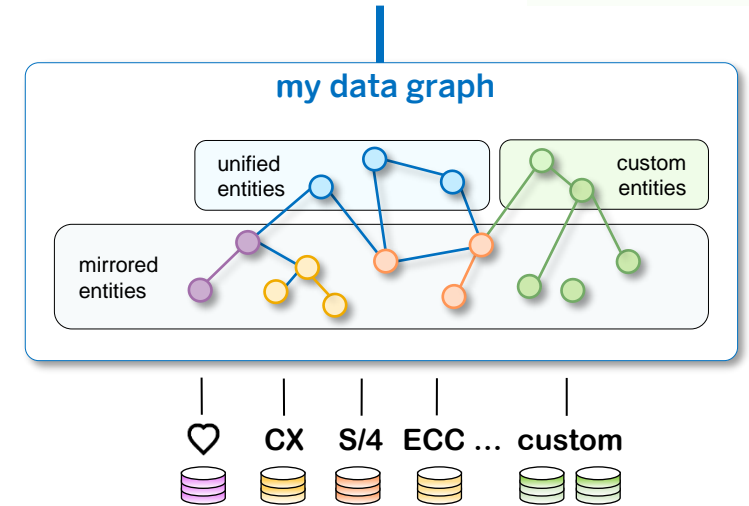 my data graph
unified
entities
custom
entities
mirrored
entities
CX S/4 ECC ... custom